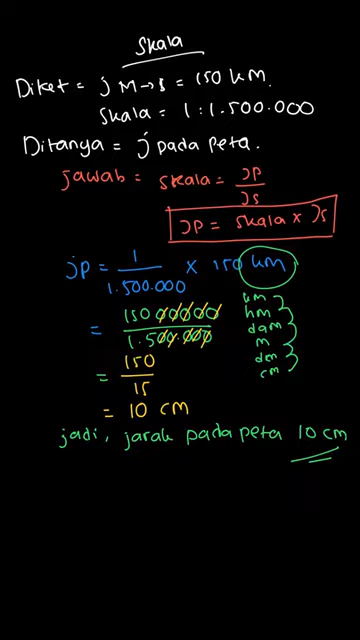 Skala
Diket = j M → S = 150 km.
Skala = 1 : 1.500.000
Ditanya = j pada peta.
jawab = skala = JP / Js
JP = skala x Js
JP = 1 / 1.500.000 x 150 km
= 15000000 / 1.500.000
km
hm
dam
m
dm
cm
= 150 / 15
= 10 cm
jadi, jarak pada peta 10 cm